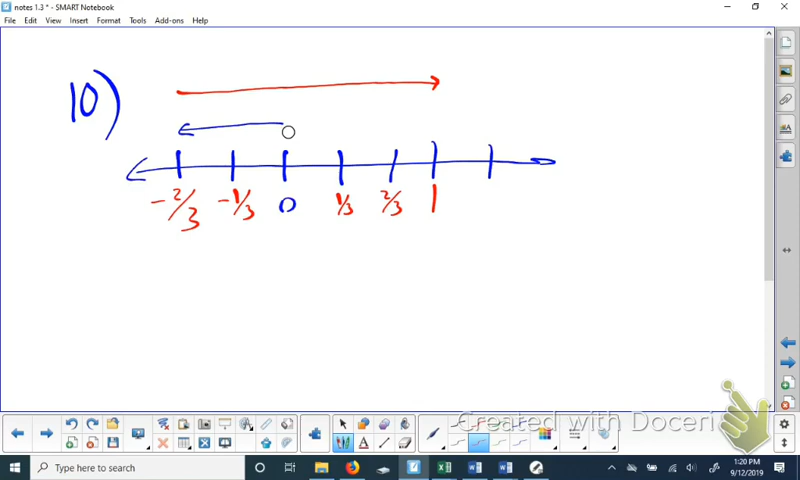 notes 1.3 * - SMART Notebook
File Edit View Insert Format Tools Add-ons Help
10)
-2/3 -1/3 0 1/3 2/3 1
Created with Doceri
Type here to search
1:20 PM
9/12/2019